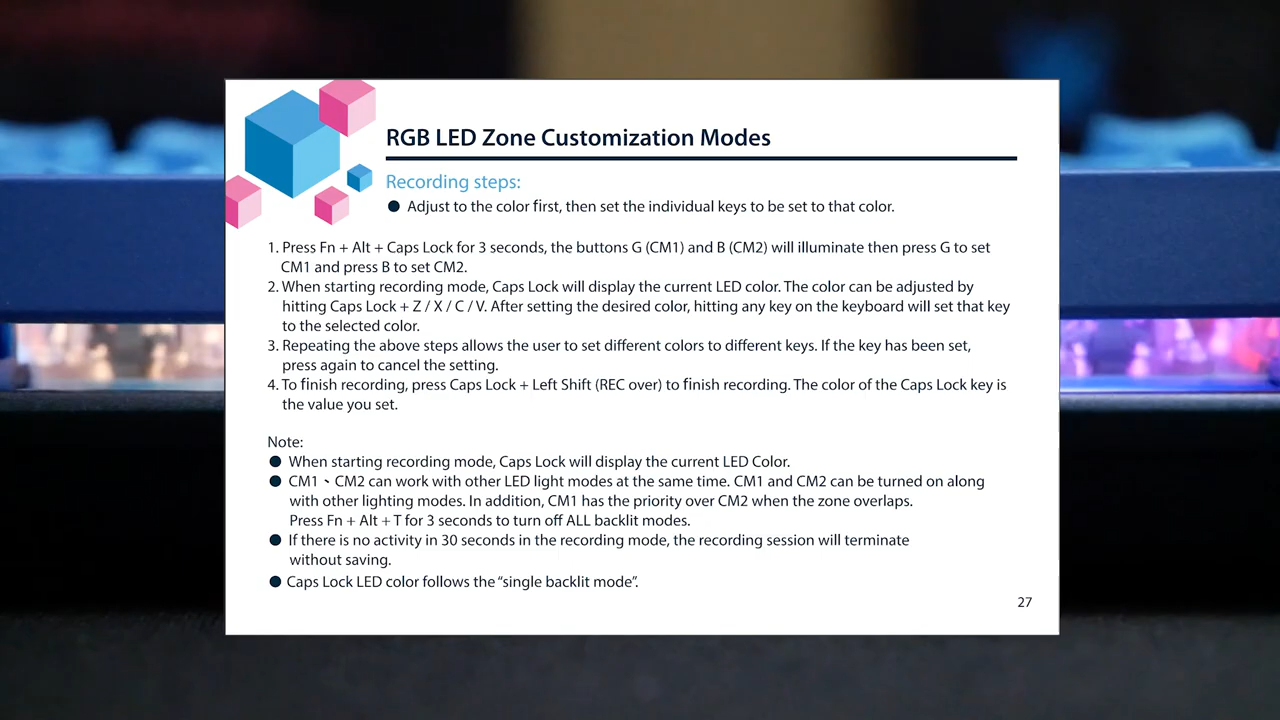 RGB LED Zone Customization Modes
Recording steps:
● Adjust to the color first, then set the individual keys to be set to that color.
1. Press Fn + Alt + Caps Lock for 3 seconds, the buttons G (CM1) and B (CM2) will illuminate then press G to set
CM1 and press B to set CM2.
2. When starting recording mode, Caps Lock will display the current LED color. The color can be adjusted by
hitting Caps Lock + Z / X / C / V. After setting the desired color, hitting any key on the keyboard will set that key
to the selected color.
3. Repeating the above steps allows the user to set different colors to different keys. If the key has been set,
press again to cancel the setting.
4. To finish recording, press Caps Lock + Left Shift (REC over) to finish recording. The color of the Caps Lock key is
the value you set.
Note:
● When starting recording mode, Caps Lock will display the current LED Color.
● CM1、CM2 can work with other LED light modes at the same time. CM1 and CM2 can be turned on along
with other lighting modes. In addition, CM1 has the priority over CM2 when the zone overlaps.
Press Fn + Alt + T for 3 seconds to turn off ALL backlit modes.
● If there is no activity in 30 seconds in the recording mode, the recording session will terminate
without saving.
● Caps Lock LED color follows the “single backlit mode”.
27